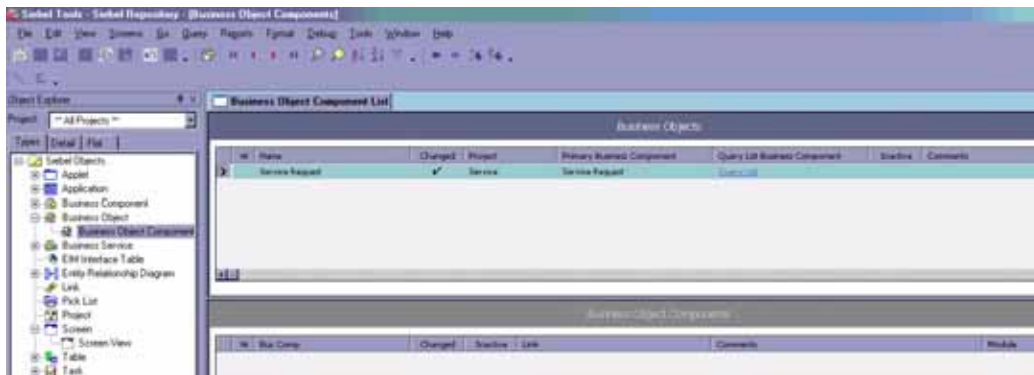 Siebel Tools - Siebel Repository - [Business Object Components]
File Edit View Screens Go Query Reports Format Debug Tools Window Help
Object Explorer
Business Object Component List
Project: ** All Projects **
Business Objects
Types Detail Flat
W Name Changed Project Primary Business Component Query List Business Component Inactive Comments
Service Request ✓ Service Service Request Query List
Siebel Objects
Applet
Application
Business Component
Business Object
Business Object Component
Business Service
EIM Interface Table
Entity Relationship Diagram
Link
Pick List
Project
Screen
Screen View
Table
Task
Business Object Components
W Bus Comp Changed Inactive Link Comments Module